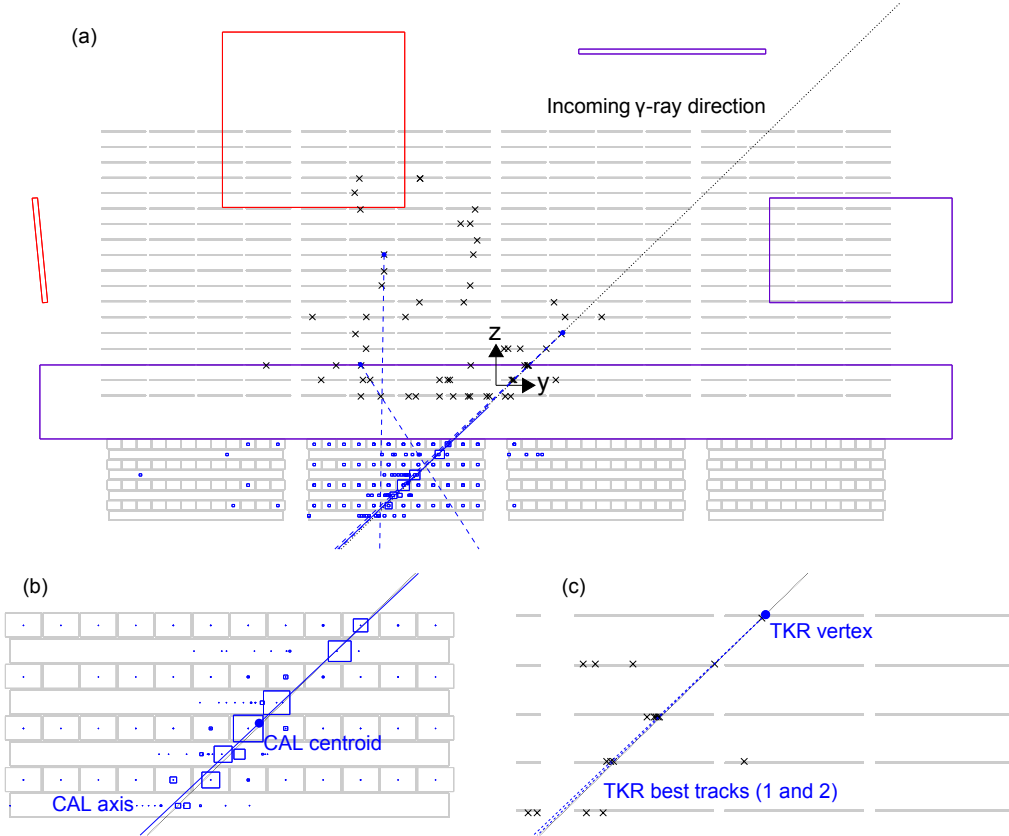 (a)
Incoming γ-ray direction
z
y
(b)
CAL centroid
CAL axis
(c)
TKR vertex
TKR best tracks (1 and 2)